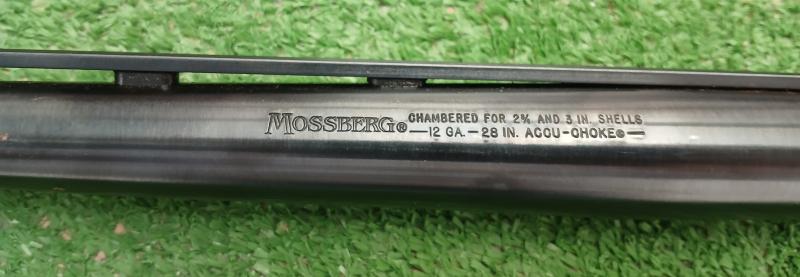 MOSSBERG® CHAMBERED FOR 2¾ AND 3 IN. SHELLS
—12 GA.—28 IN. ACCU-CHOKE®—